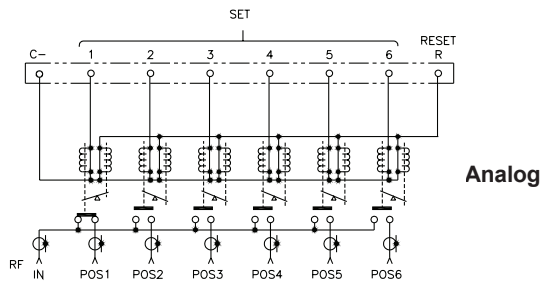 SET
C- 1 2 3 4 5 6 RESET R
Analog
RF IN POS1 POS2 POS3 POS4 POS5 POS6